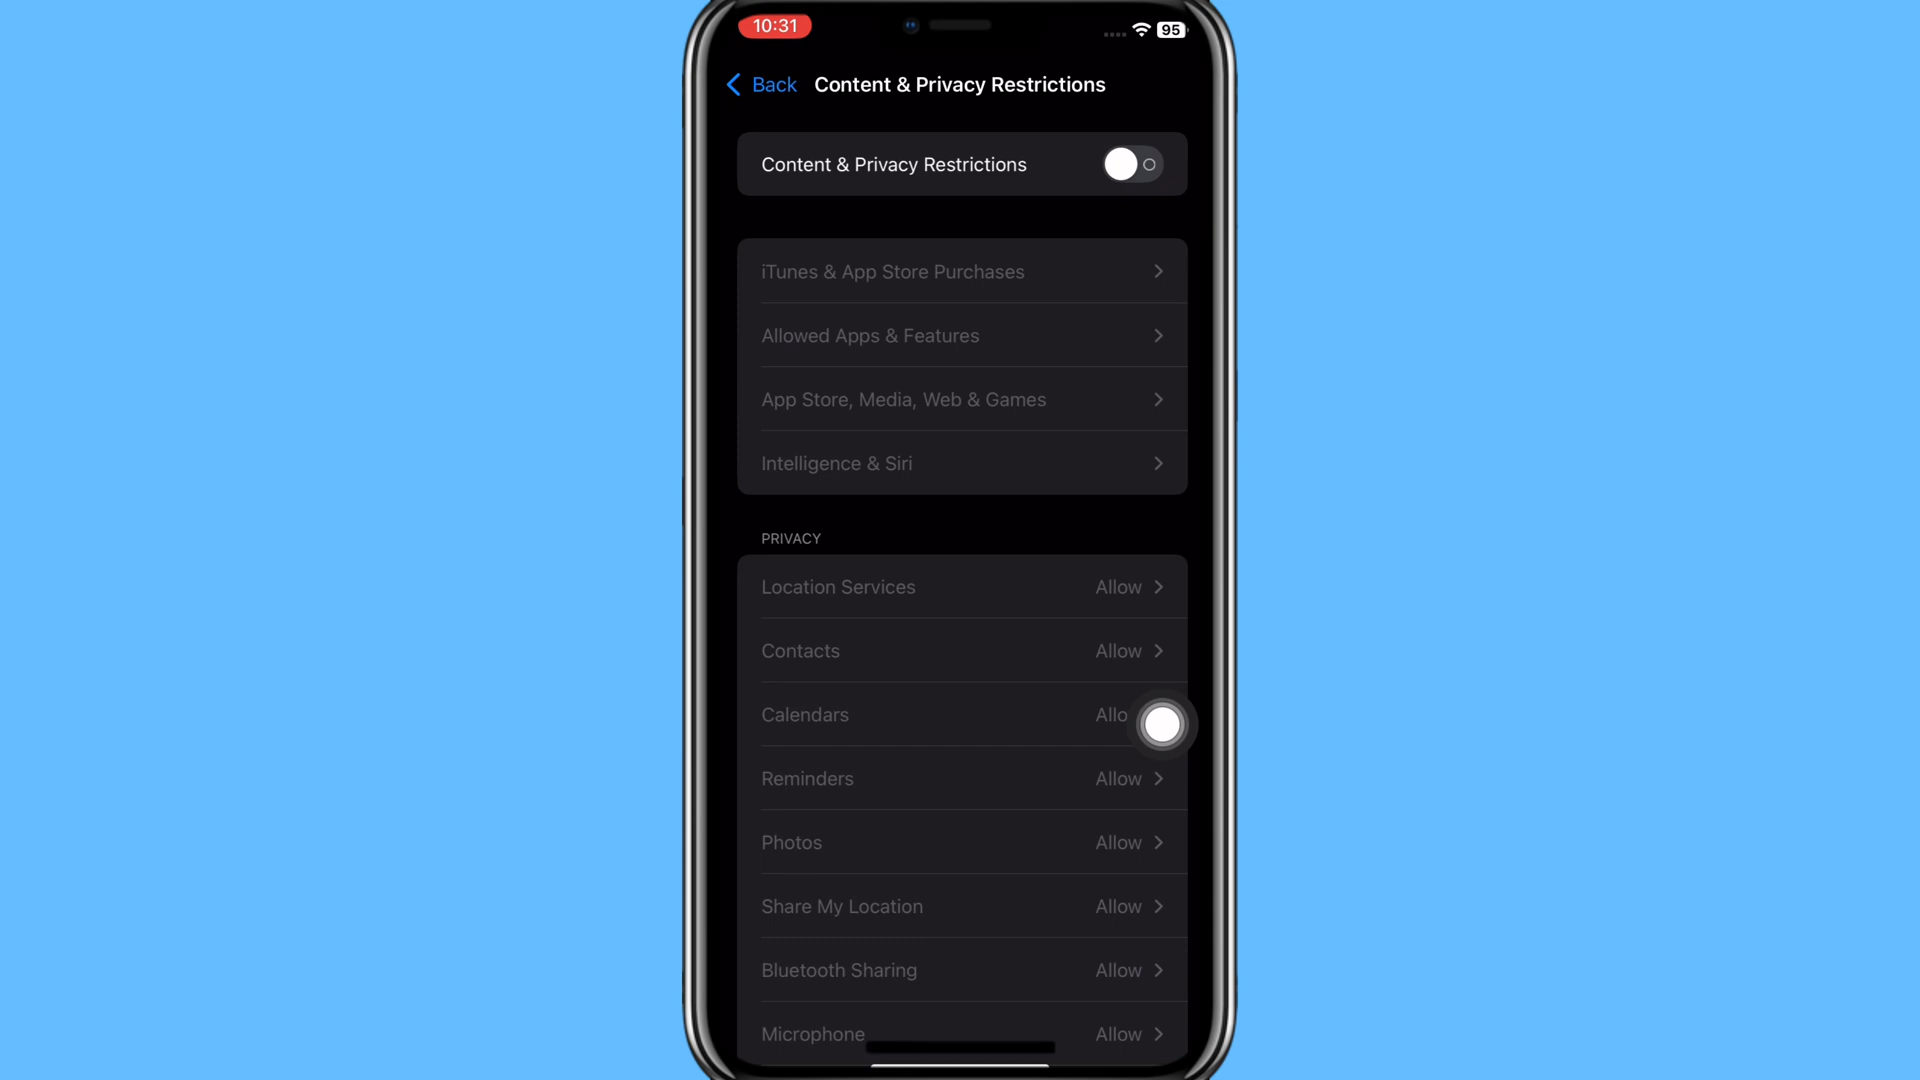 10:31
95
Back
Content & Privacy Restrictions
Content & Privacy Restrictions
iTunes & App Store Purchases
Allowed Apps & Features
App Store, Media, Web & Games
Intelligence & Siri
PRIVACY
Location Services Allow
Contacts Allow
Calendars Allo
Reminders Allow
Photos Allow
Share My Location Allow
Bluetooth Sharing Allow
Microphone Allow